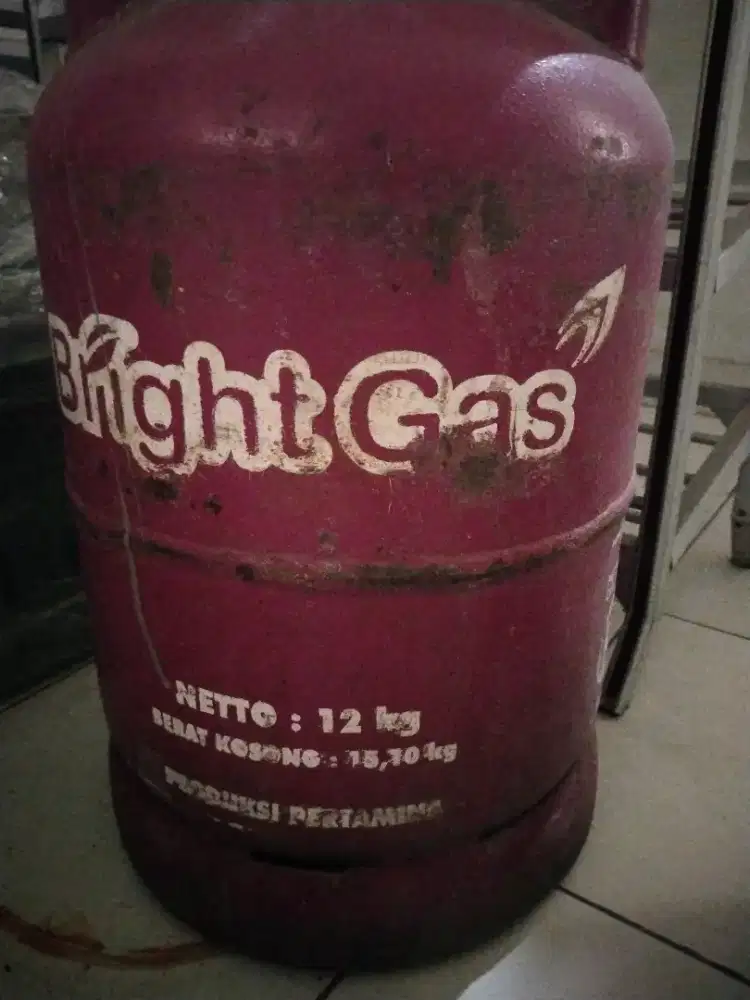 Bright Gas
NETTO : 12 kg
BERAT KOSONG : 15,10 kg
PRODUKSI PERTAMINA